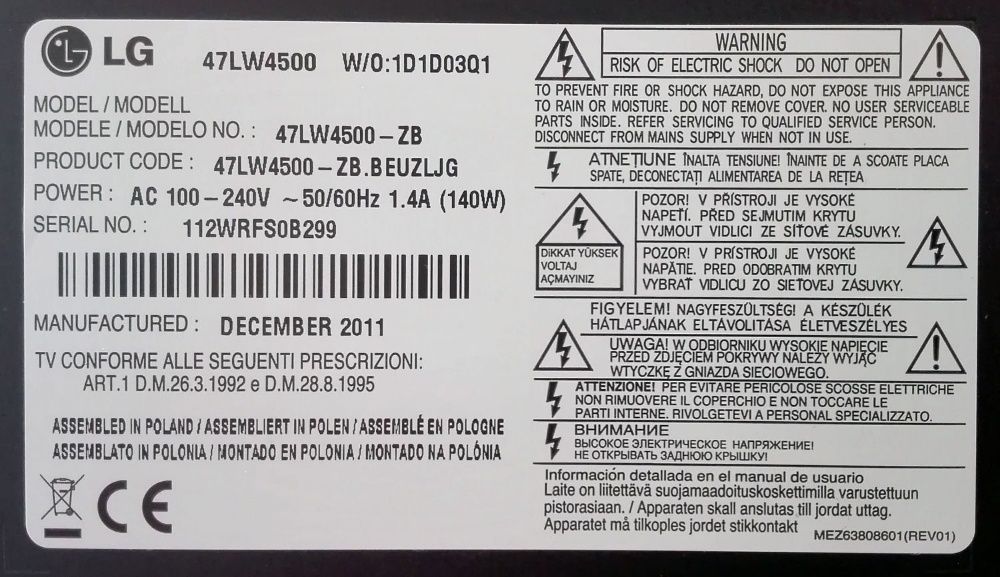 LG 47LW4500 W/O:1D1D03Q1
MODEL / MODELL
MODELE / MODELO NO. : 47LW4500-ZB
PRODUCT CODE : 47LW4500-ZB.BEUZLJG
POWER : AC 100-240V ~50/60Hz 1.4A (140W)
SERIAL NO. : 112WRFS0B299
MANUFACTURED : DECEMBER 2011
TV CONFORME ALLE SEGUENTI PRESCRIZIONI:
ART.1 D.M.26.3.1992 e D.M.28.8.1995
ASSEMBLED IN POLAND / ASSEMBLIERT IN POLEN / ASSEMBLÉ EN POLOGNE
ASSEMBLATO IN POLONIA / MONTADO EN POLONIA / MONTADO NA POLÓNIA
CE
WARNING
RISK OF ELECTRIC SHOCK DO NOT OPEN
TO PREVENT FIRE OR SHOCK HAZARD, DO NOT EXPOSE THIS APPLIANCE
TO RAIN OR MOISTURE. DO NOT REMOVE COVER. NO USER SERVICEABLE
PARTS INSIDE. REFER SERVICING TO QUALIFIED SERVICE PERSON.
DISCONNECT FROM MAINS SUPPLY WHEN NOT IN USE.
ATNEŢIUNE ÎNALTA TENSIUNE! ÎNAINTE DE A SCOATE PLACA
SPATE, DECONECTAŢI ALIMENTAREA DE LA REŢEA
DİKKAT YÜKSEK
VOLTAJ
AÇMAYINIZ
POZOR! V PŘÍSTROJI JE VYSOKÉ
NAPETÍ. PŘED SEJMUTIM KRYTU
VYJMOUT VIDLICI ZE SÍŤOVÉ ZÁSUVKY.
POZOR! V PRÍSTROJI JE VYSOKÉ
NAPÄTIE. PRED ODOBRATIM KRYTU
VYBRAŤ VIDLICU ZO SIETOVEJ ZÁSUVKY.
FIGYELEM! NAGYFESZÜLTSÉG! A KÉSZÜLÉK
HÁTLAPJÁNAK ELTÁVOLITÁSA ÉLETVESZÉLYES
UWAGA! W ODBIORNIKU WYSOKIE NAPIĘCIE
PRZED ZDJĘCIEM POKRYWY NALEŻY WYJĄĆ
WTYCZKĘ Z GNIAZDA SIECIOWEGO.
ATTENZIONE! PER EVITARE PERICOLOSE SCOSSE ELETTRICHE
NON RIMUOVERE IL COPERCHIO E NON TOCCARE LE
PARTI INTERNE. RIVOLGETEVI A PERSONAL SPECIALIZZATO.
ВНИМАНИЕ
ВЫСОКОЕ ЭЛЕКТРИЧЕСКОЕ НАПРЯЖЕНИЕ!
НЕ ОТКРЫВАТЬ ЗАДНЮЮ КРЫШКУ!
Información detallada en el manual de usuario
Laite on liitettävä suojamaadoituskoskettimilla varustettuun
pistorasiaan. / Apparaten skall anslutas till jordat uttag.
Apparatet må tilkoples jordet stikkontakt
MEZ63808601(REV01)